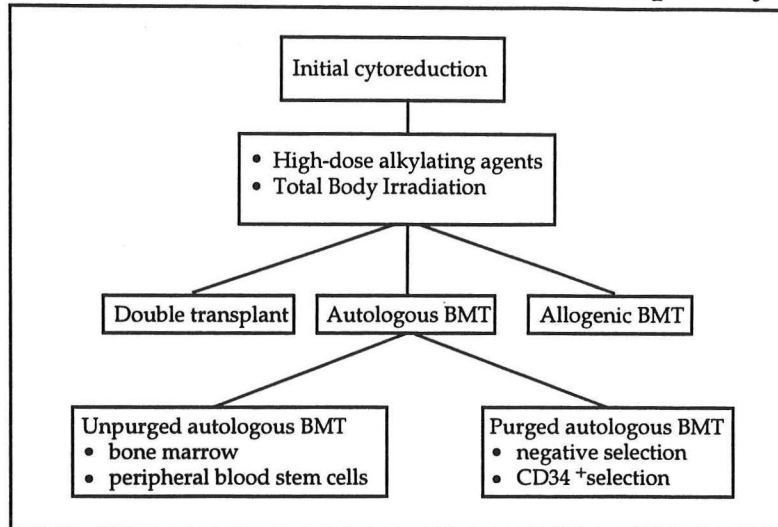 Initial cytoreduction
• High-dose alkylating agents
• Total Body Irradiation
Double transplant
Autologous BMT
Allogenic BMT
Unpurged autologous BMT
• bone marrow
• peripheral blood stem cells
Purged autologous BMT
• negative selection
• CD34 +selection